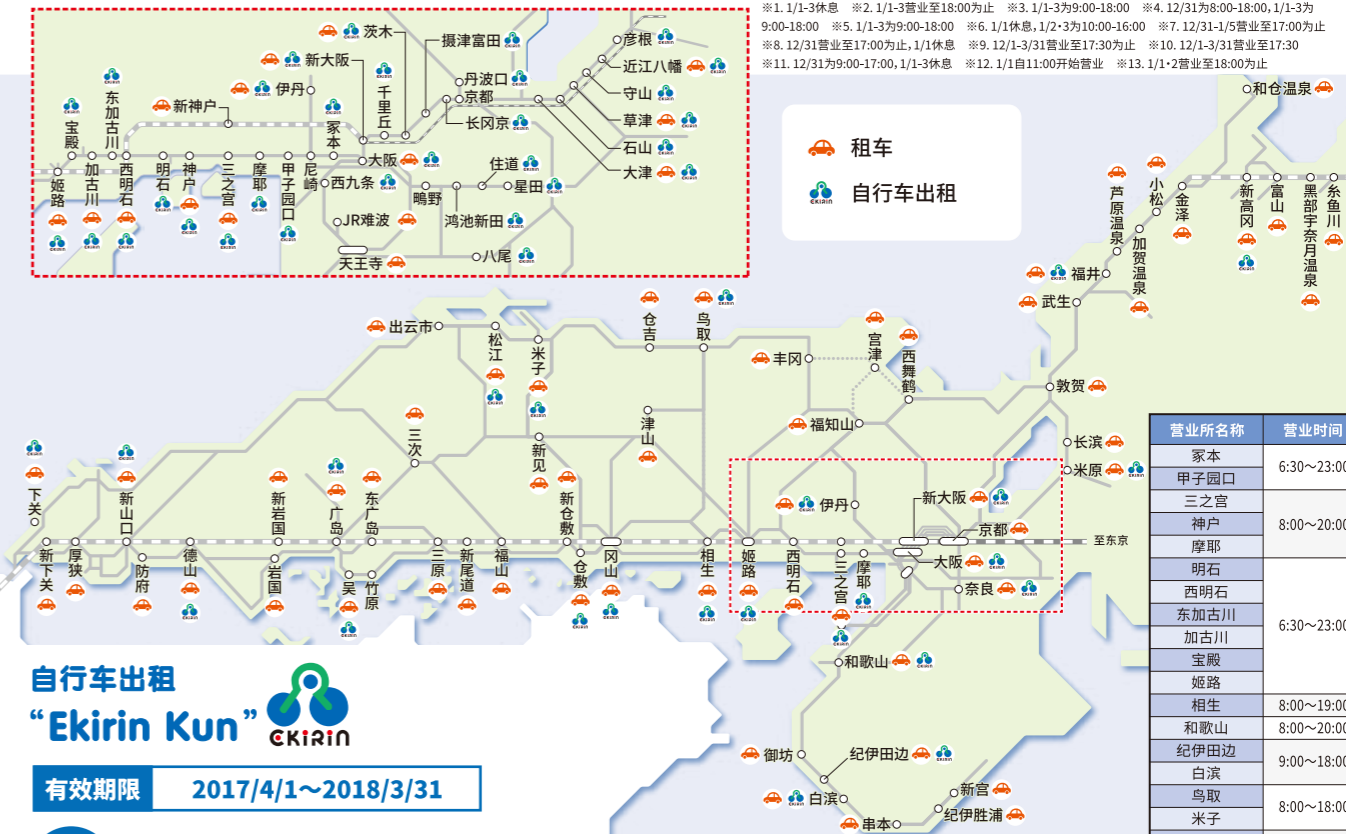 ※1. 1/1-3休息 ※2. 1/1-3营业至18:00为止 ※3. 1/1-3为9:00-18:00 ※4. 12/31为8:00-18:00，1/1-3为
9:00-18:00 ※5. 1/1-3为9:00-18:00 ※6. 1/1休息，1/2･3为10:00-16:00 ※7. 12/31-1/5营业至17:00为止
※8. 12/31营业至17:00为止，1/1休息 ※9. 12/1-3/31营业至17:30为止 ※10. 12/1-3/31营业至17:30
※11. 12/31为9:00-17:00，1/1-3休息 ※12. 1/1自11:00开始营业 ※13. 1/1･2营业至18:00为止
茨木
摄津富田
彦根
新大阪
近江八幡
丹波口
京都
守山
伊丹
千里丘
东加古川
新神户
宝殿
冢本
长冈京
草津
石山
大津
大阪
住道
姬路
加古川
西明石
明石
神户
三之宫
摩耶
甲子园口
尼崎
西九条
鴫野
星田
鸿池新田
JR难波
天王寺
八尾
租车
自行车出租
EKIRIN
和仓温泉
芦原温泉
小松
金泽
加贺温泉
新高冈
富山
黑部宇奈月温泉
糸鱼川
福井
武生
敦贺
长滨
米原
出云市
松江
米子
仓吉
鸟取
丰冈
宫津
西舞鹤
福知山
三次
新见
津山
下关
新山口
新岩国
广岛
东广岛
新仓敷
伊丹
新大阪
京都
至东京
新下关
厚狭
防府
德山
岩国
吴
竹原
三原
新尾道
福山
仓敷
冈山
相生
姬路
西明石
三之宫
摩耶
大阪
奈良
和歌山
御坊
纪伊田边
白滨
新宫
纪伊胜浦
串本
自行车出租
“Ekirin Kun”
EKIRIN
有效期限 2017/4/1～2018/3/31
营业所名称 营业时间
冢本 6:30～23:00
甲子园口
三之宫
神户 8:00～20:00
摩耶
明石
西明石
东加古川 6:30～23:00
加古川
宝殿
姬路
相生 8:00～19:00
和歌山 8:00～20:00
纪伊田边 9:00～18:00
白滨
鸟取 8:00～18:00
米子